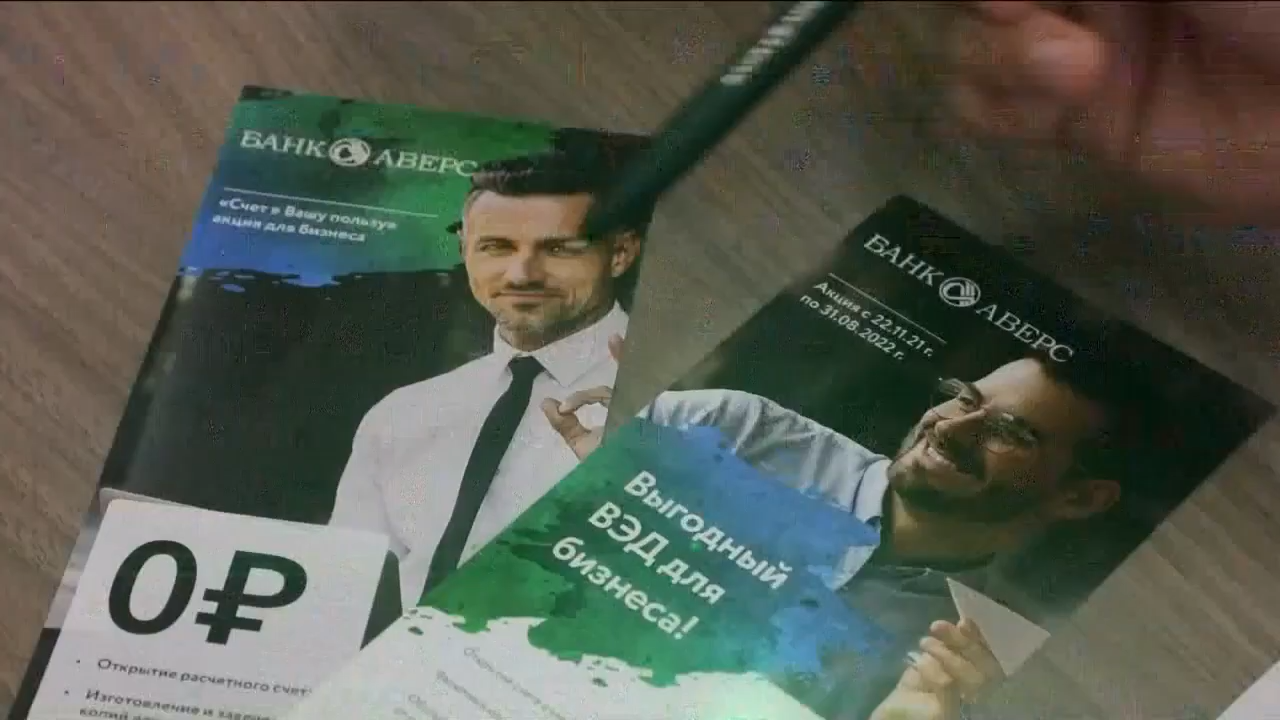 БАНК АВЕРС
«Счет в Вашу пользу»
акция для бизнеса
0₽
• Открытие расчетного счет
• Изготовление и
копий
БАНК АВЕРС
Акция с 22.11.21 г.
по 31.08.2022 г.
Выгодный
ВЭД для
бизнеса!